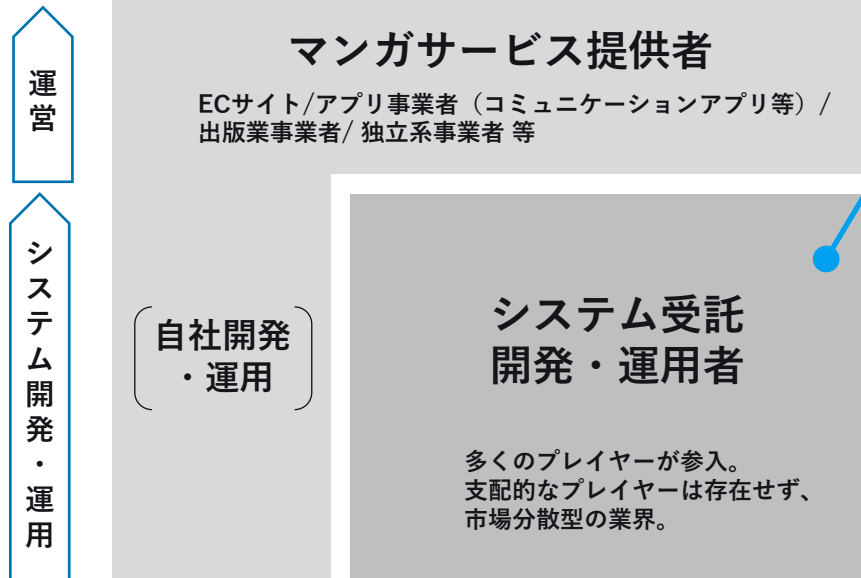 運営
マンガサービス提供者
ECサイト/アプリ事業者（コミュニケーションアプリ等）/
出版業事業者/ 独立系事業者 等
システム開発・運用
自社開発
・運用
システム受託
開発・運用者
多くのプレイヤーが参入。
支配的なプレイヤーは存在せず、
市場分散型の業界。